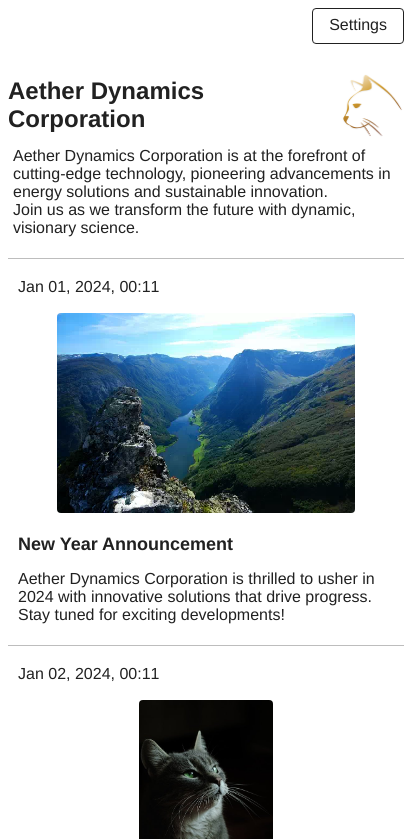 Settings
Aether Dynamics
Corporation
Aether Dynamics Corporation is at the forefront of
cutting-edge technology, pioneering advancements in
energy solutions and sustainable innovation.
Join us as we transform the future with dynamic,
visionary science.
Jan 01, 2024, 00:11
New Year Announcement
Aether Dynamics Corporation is thrilled to usher in
2024 with innovative solutions that drive progress.
Stay tuned for exciting developments!
Jan 02, 2024, 00:11